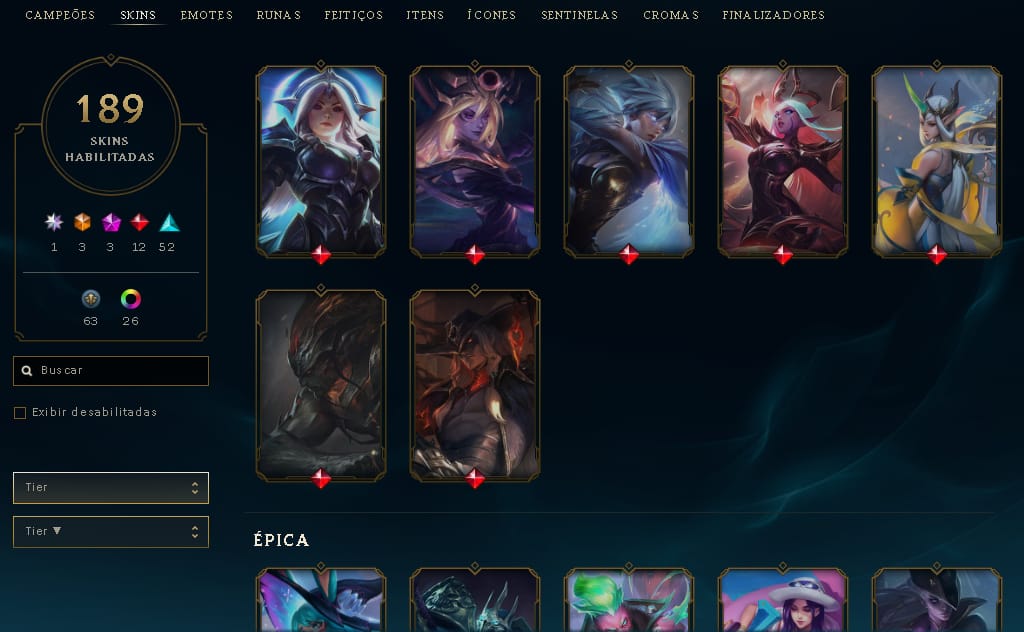 CAMPEÕES SKINS EMOTES RUNAS FEITIÇOS ITENS ÍCONES SENTINELAS CROMAS FINALIZADORES
189
SKINS
HABILITADAS
1 3 3 12 52
63 26
Buscar
Exibir desabilitadas
Tier
Tier ▼
ÉPICA